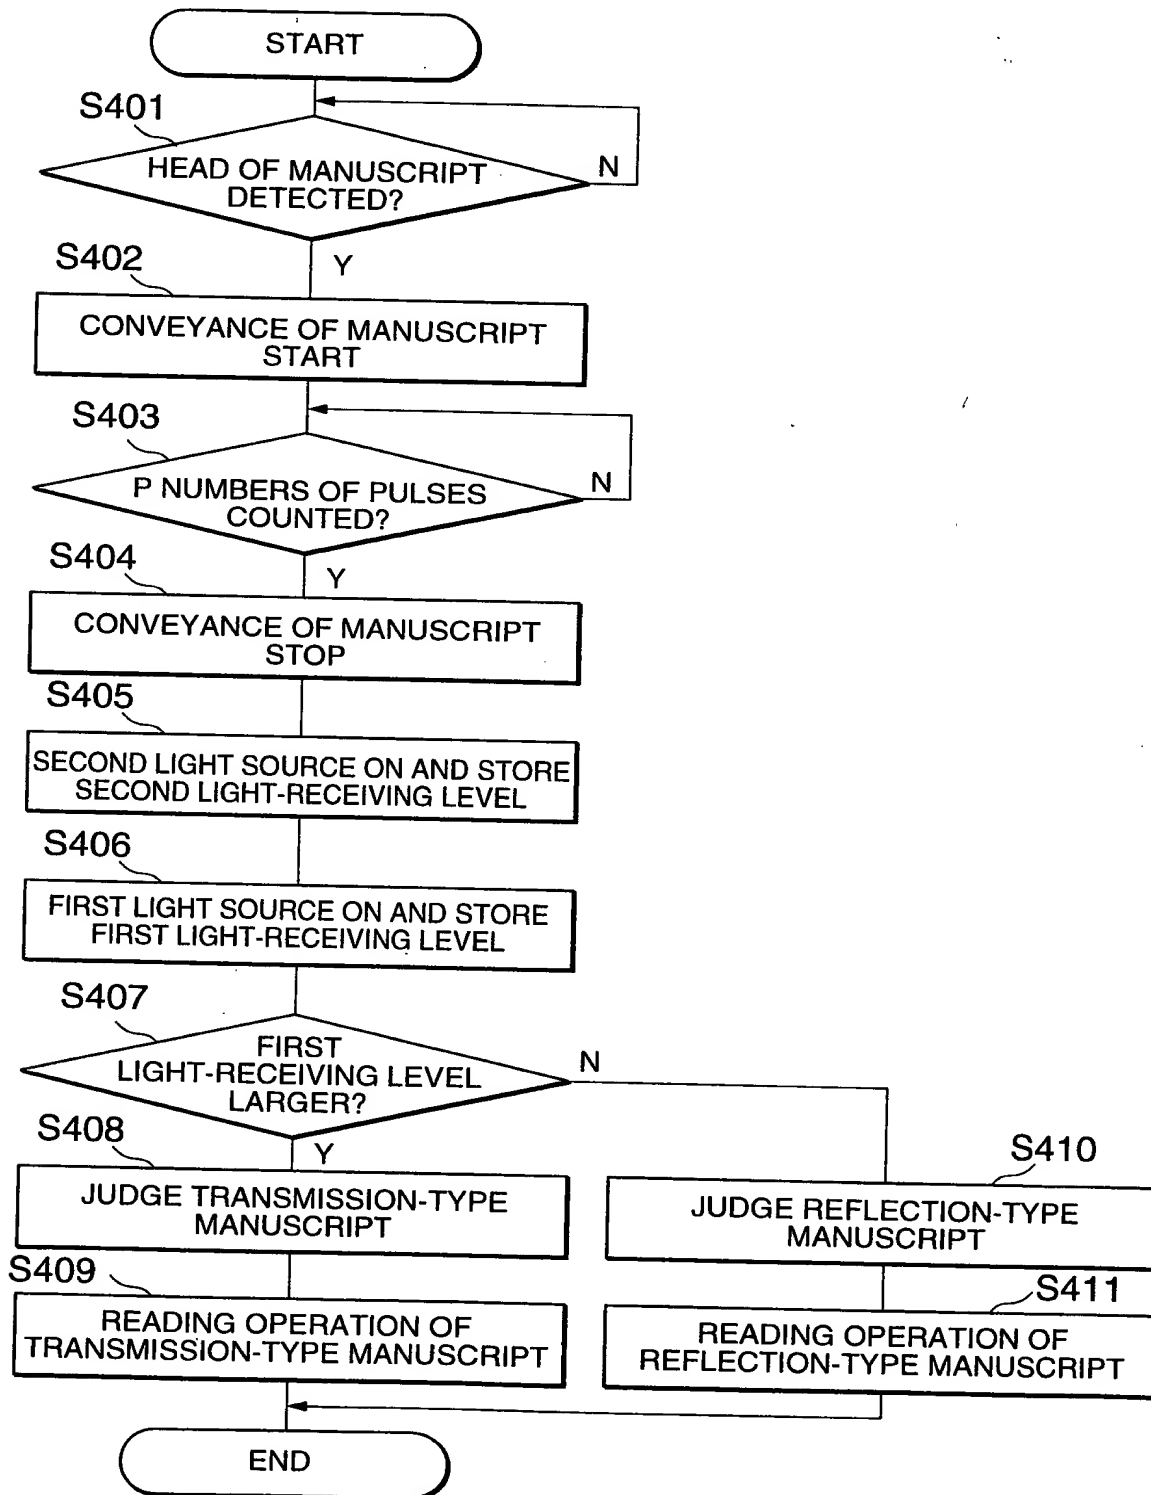 START
S401
HEAD OF MANUSCRIPT
DETECTED?
N
Y
S402
CONVEYANCE OF MANUSCRIPT
START
S403
P NUMBERS OF PULSES
COUNTED?
N
Y
S404
CONVEYANCE OF MANUSCRIPT
STOP
S405
SECOND LIGHT SOURCE ON AND STORE
SECOND LIGHT-RECEIVING LEVEL
S406
FIRST LIGHT SOURCE ON AND STORE
FIRST LIGHT-RECEIVING LEVEL
S407
FIRST
LIGHT-RECEIVING LEVEL
LARGER?
N
Y
S408
JUDGE TRANSMISSION-TYPE
MANUSCRIPT
S410
JUDGE REFLECTION-TYPE
MANUSCRIPT
S409
READING OPERATION OF
TRANSMISSION-TYPE MANUSCRIPT
S411
READING OPERATION OF
REFLECTION-TYPE MANUSCRIPT
END